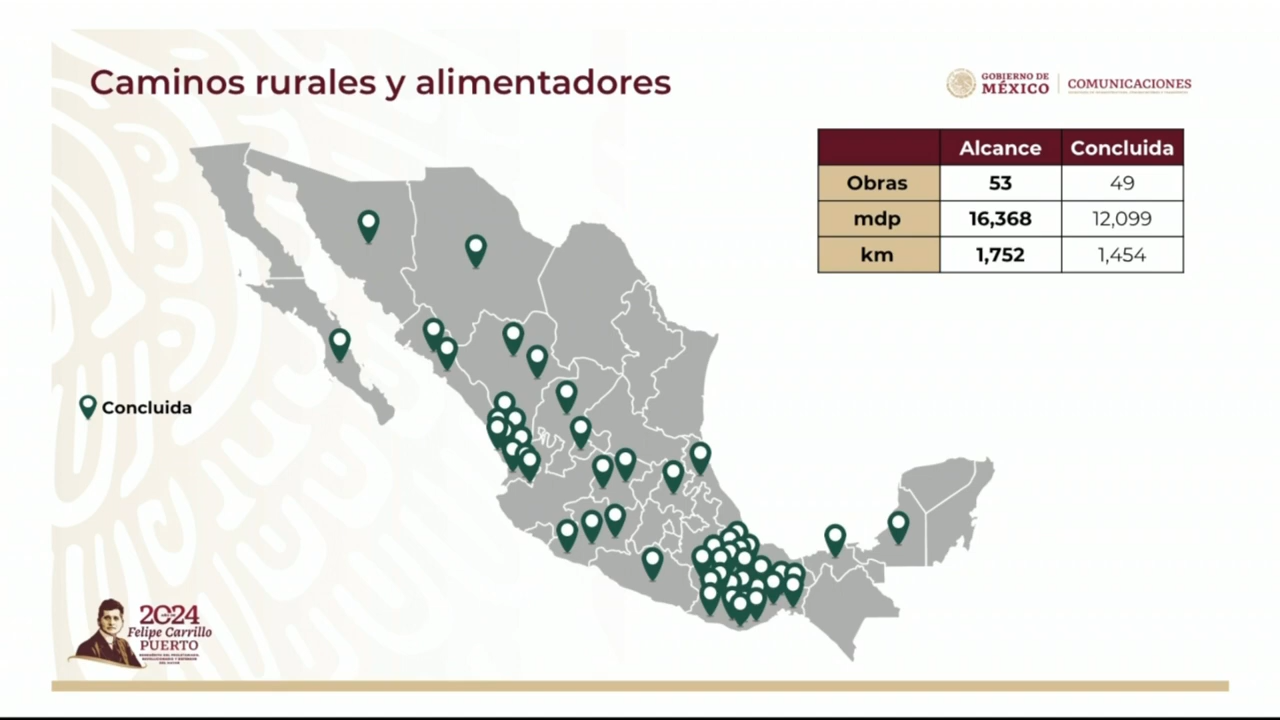 Caminos rurales y alimentadores
GOBIERNO DE
MÉXICO
COMUNICACIONES
Alcance Concluida
Obras 53 49
mdp 16,368 12,099
km 1,752 1,454
Concluida
2024
Felipe Carrillo
PUERTO